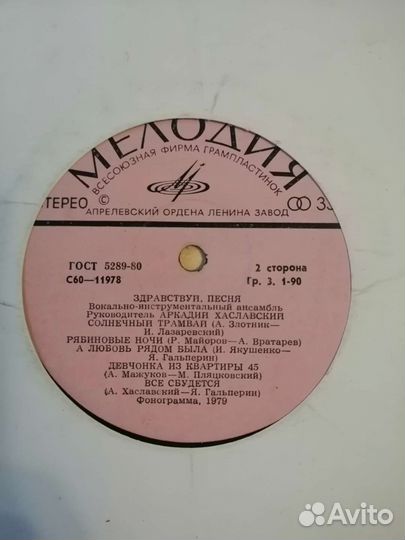 МЕЛОДИЯ
ВСЕСОЮЗНАЯ ФИРМА ГРАМПЛАСТИНОК
СТЕРЕО © 33
АПРЕЛЕВСКИЙ ОРДЕНА ЛЕНИНА ЗАВОД
ГОСТ 5289-80 2 сторона
С60—11978 Гр. 3. 1-90
ЗДРАВСТВУЙ, ПЕСНЯ
Вокально-инструментальный ансамбль
Руководитель АРКАДИЙ ХАСЛАВСКИЙ
СОЛНЕЧНЫЙ ТРАМВАЙ (А. Злотник—
И. Лазаревский)
РЯБИНОВЫЕ НОЧИ (Р. Майоров—А. Вратарев)
А ЛЮБОВЬ РЯДОМ БЫЛА (И. Якушенко—
Я. Гальперин)
ДЕВЧОНКА ИЗ КВАРТИРЫ 45
(А. Мажуков—М. Пляцковский)
ВСЕ СБУДЕТСЯ
(А. Хаславский—Я. Гальперин)
Фонограмма, 1979
Avito